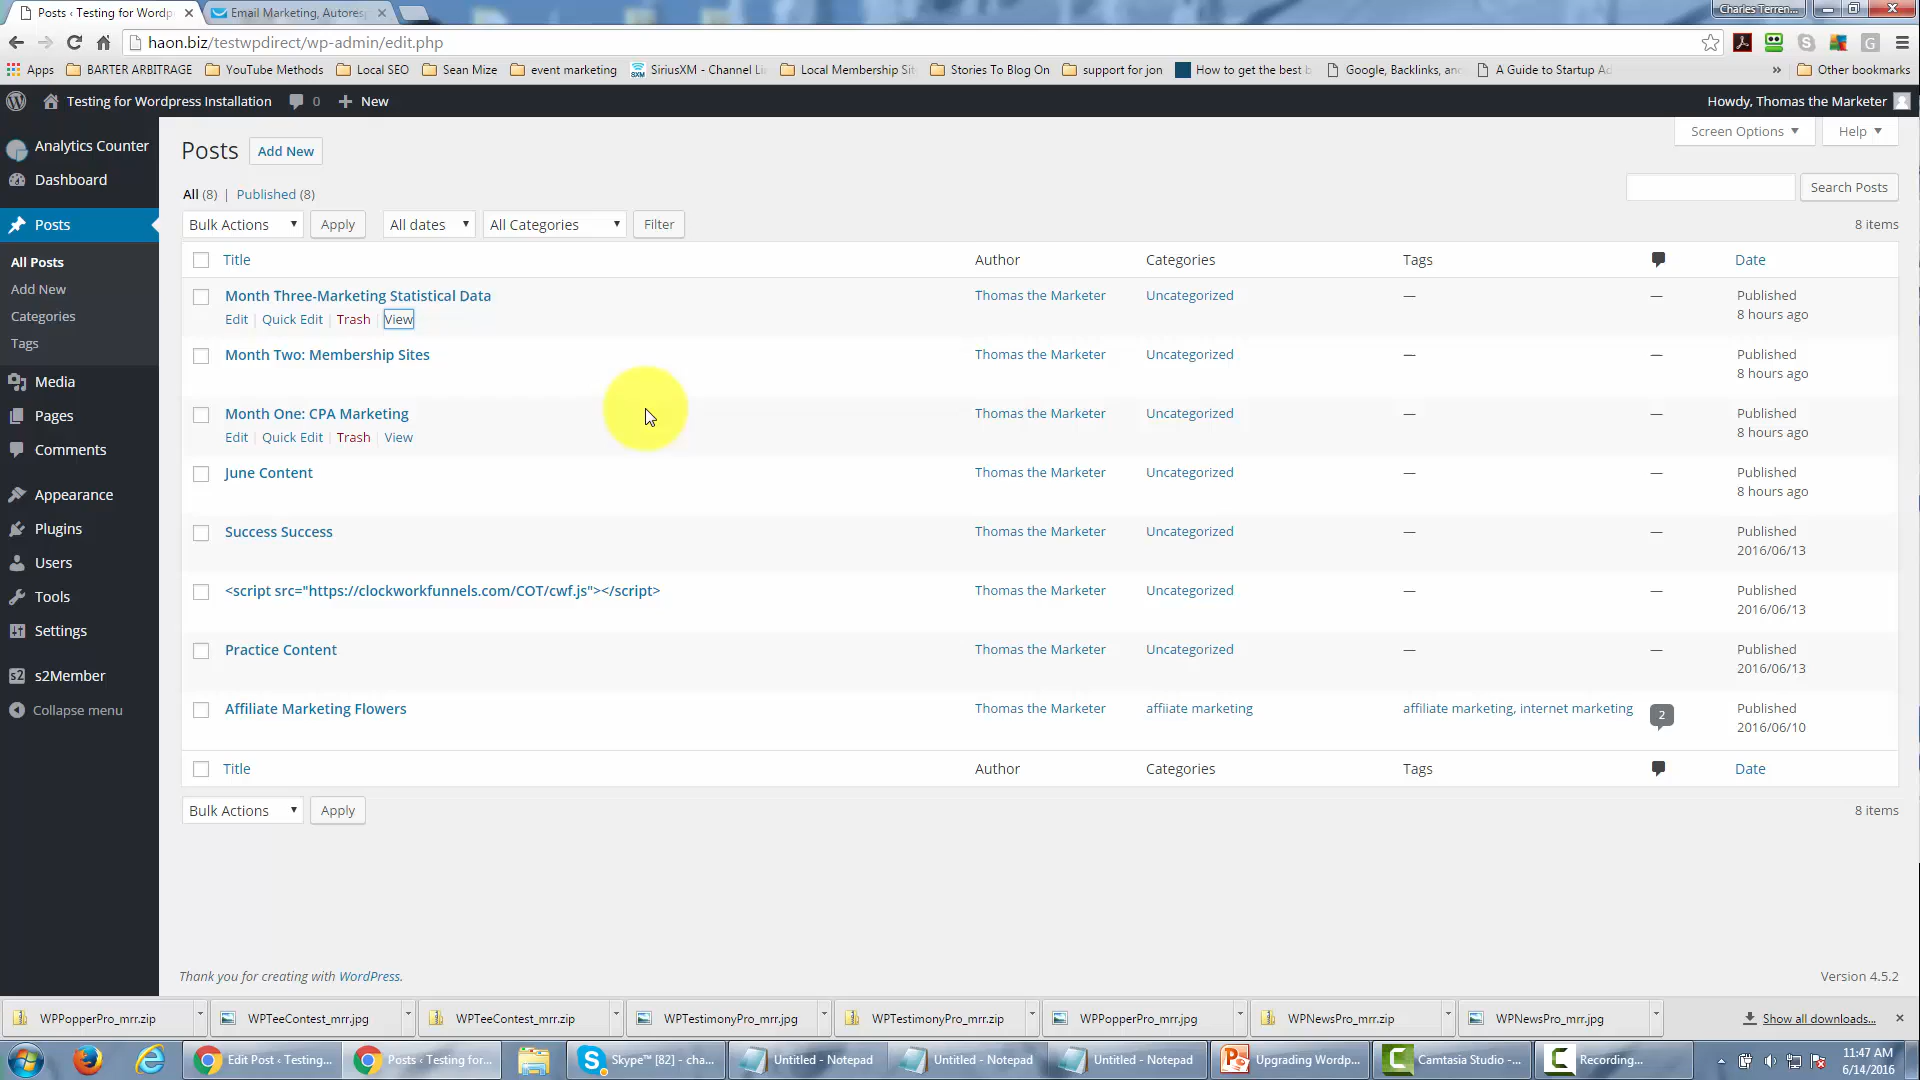 Posts ‹ Testing for Wordp
Email Marketing, Autoresp
Charles Terren...
haon.biz/testwpdirect/wp-admin/edit.php
Apps BARTER ARBITRAGE YouTube Methods Local SEO Sean Mize event marketing SiriusXM - Channel Li Local Membership Sit Stories To Blog On support for jon How to get the best b Google, Backlinks, an A Guide to Startup Ad » Other bookmarks
Testing for Wordpress Installation 0 + New Howdy, Thomas the Marketer
Analytics Counter
Dashboard
Posts
All Posts
Add New
Categories
Tags
Media
Pages
Comments
Appearance
Plugins
Users
Tools
Settings
s2Member
Collapse menu
Screen Options Help
Posts Add New
All (8) | Published (8)
Search Posts
Bulk Actions Apply All dates All Categories Filter 8 items
Title Author Categories Tags Date
Month Three-Marketing Statistical Data Thomas the Marketer Uncategorized — — Published
8 hours ago
Edit | Quick Edit | Trash | View
Month Two: Membership Sites Thomas the Marketer Uncategorized — — Published
8 hours ago
Month One: CPA Marketing Thomas the Marketer Uncategorized — — Published
8 hours ago
Edit | Quick Edit | Trash | View
June Content Thomas the Marketer Uncategorized — — Published
8 hours ago
Success Success Thomas the Marketer Uncategorized — — Published
2016/06/13
<script src="https://clockworkfunnels.com/COT/cwf.js"></script> Thomas the Marketer Uncategorized — — Published
2016/06/13
Practice Content Thomas the Marketer Uncategorized — — Published
2016/06/13
Affiliate Marketing Flowers Thomas the Marketer affiiate marketing affiliate marketing, internet marketing 2 Published
2016/06/10
Title Author Categories Tags Date
Bulk Actions Apply 8 items
Thank you for creating with WordPress. Version 4.5.2
WPPopperPro_mrr.zip WPTeeContest_mrr.jpg WPTeeContest_mrr.zip WPTestimonyPro_mrr.jpg WPTestimonyPro_mrr.zip WPPopperPro_mrr.jpg WPNewsPro_mrr.zip WPNewsPro_mrr.jpg Show all downloads...
Edit Post ‹ Testing... Posts ‹ Testing for... Skype™ [82] - cha... Untitled - Notepad Untitled - Notepad Untitled - Notepad Upgrading Wordp... Camtasia Studio -... Recording...
11:47 AM
6/14/2016